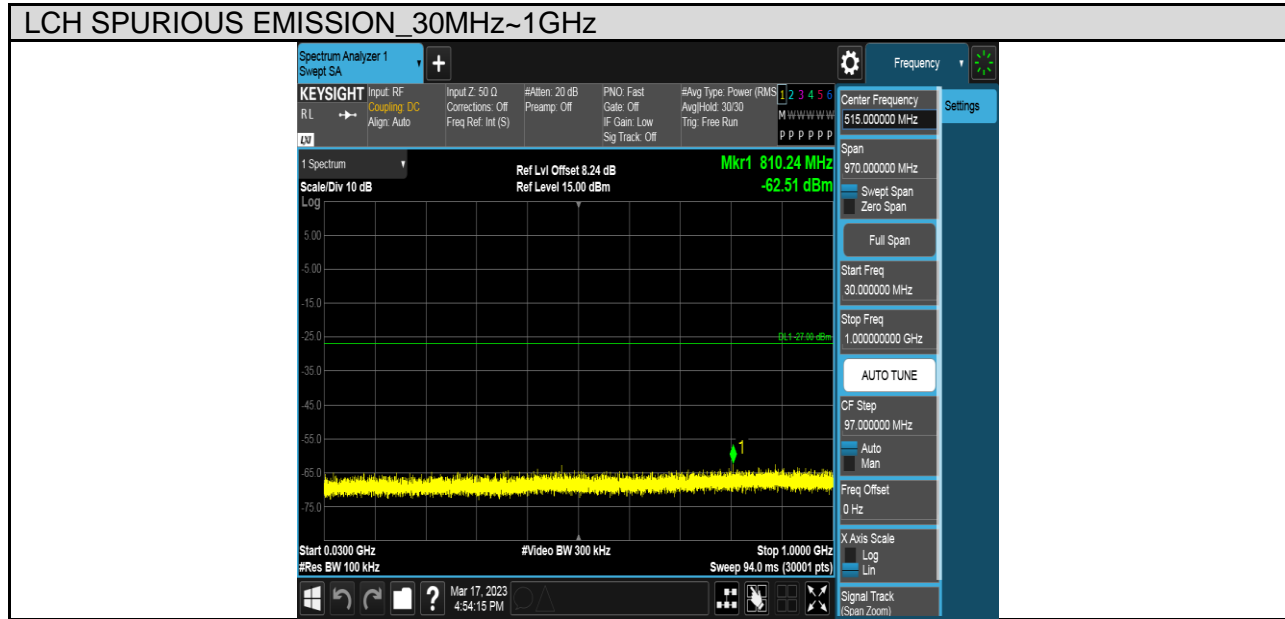 LCH SPURIOUS EMISSION_30MHz~1GHz
Spectrum Analyzer 1
Swept SA
+
Frequency
KEYSIGHT
RL
LXI
Input: RF
Coupling: DC
Align: Auto
Input Z: 50 Ω
Corrections: Off
Freq Ref: Int (S)
#Atten: 20 dB
Preamp: Off
PNO: Fast
Gate: Off
IF Gain: Low
Sig Track: Off
#Avg Type: Power (RMS
Avg|Hold: 30/30
Trig: Free Run
1 2 3 4 5 6
M W W W W W
P P P P P P
1 Spectrum
Scale/Div 10 dB
Log
Ref Lvl Offset 8.24 dB
Ref Level 15.00 dBm
Mkr1 810.24 MHz
-62.51 dBm
5.00
-5.00
-15.0
-25.0
DL1 -27.00 dBm
-35.0
-45.0
-55.0
1
-65.0
-75.0
Start 0.0300 GHz
#Res BW 100 kHz
#Video BW 300 kHz
Stop 1.0000 GHz
Sweep 94.0 ms (30001 pts)
?
Mar 17, 2023
4:54:15 PM
Center Frequency
515.000000 MHz
Settings
Span
970.000000 MHz
Swept Span
Zero Span
Full Span
Start Freq
30.000000 MHz
Stop Freq
1.000000000 GHz
AUTO TUNE
CF Step
97.000000 MHz
Auto
Man
Freq Offset
0 Hz
X Axis Scale
Log
Lin
Signal Track
(Span Zoom)